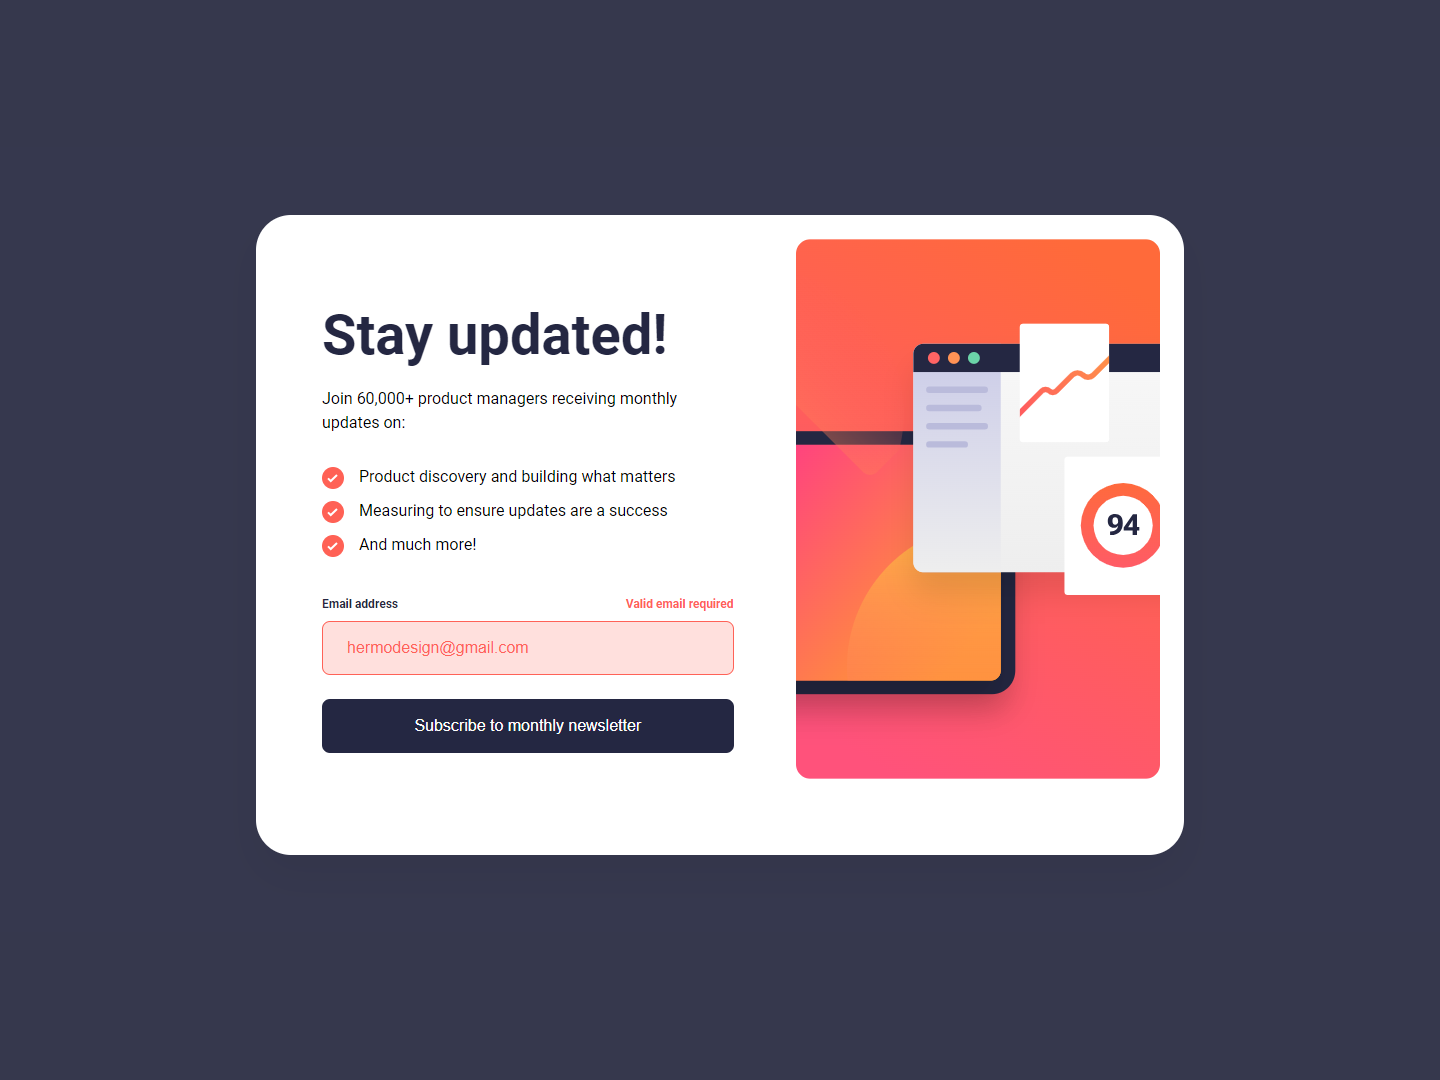 Stay updated!
Join 60,000+ product managers receiving monthly
updates on:
Product discovery and building what matters
Measuring to ensure updates are a success
And much more!
Email address
Valid email required
hermodesign@gmail.com
Subscribe to monthly newsletter
94